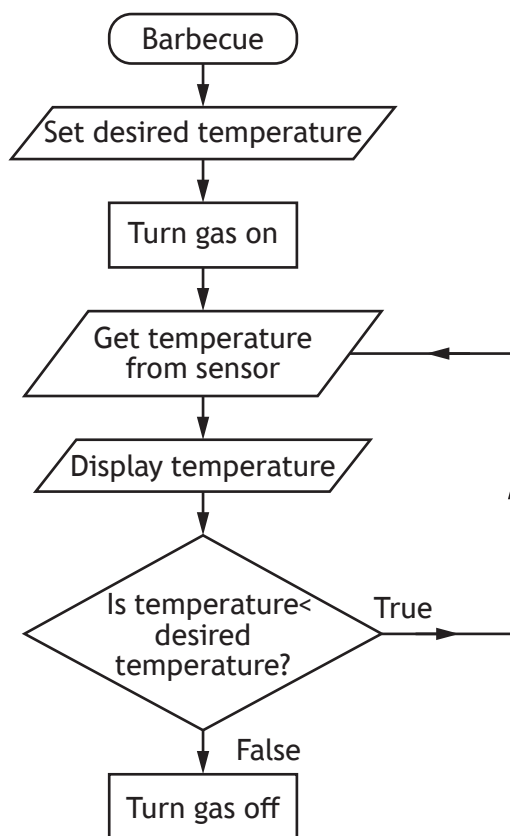 Barbecue
Set desired temperature
Turn gas on
Get temperature
from sensor
Display temperature
Is temperature<
desired
temperature?
True
False
Turn gas off